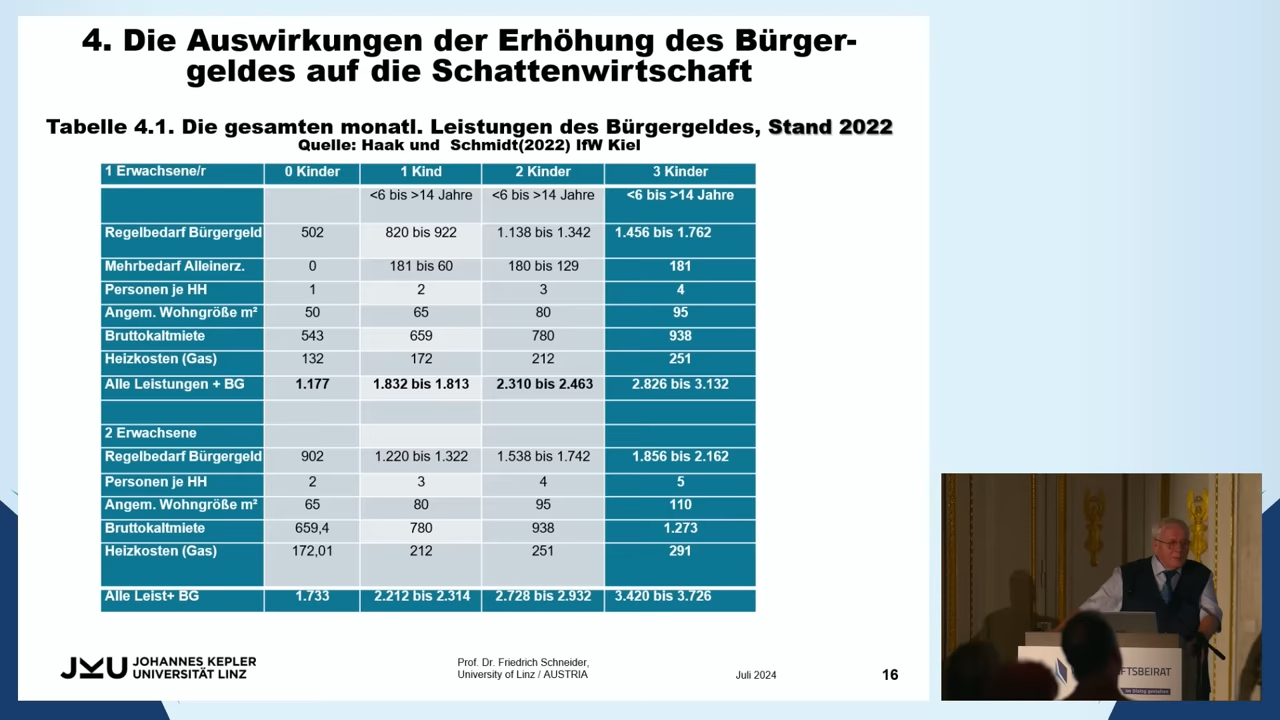 4. Die Auswirkungen der Erhöhung des Bürger-
geldes auf die Schattenwirtschaft
Tabelle 4.1. Die gesamten monatl. Leistungen des Bürgergeldes, Stand 2022
Quelle: Haak und Schmidt(2022) IfW Kiel
1 Erwachsene/r 0 Kinder 1 Kind 2 Kinder 3 Kinder
<6 bis >14 Jahre <6 bis >14 Jahre <6 bis >14 Jahre
Regelbedarf Bürgergeld 502 820 bis 922 1.138 bis 1.342 1.456 bis 1.762
Mehrbedarf Alleinerz. 0 181 bis 60 180 bis 129 181
Personen je HH 1 2 3 4
Angem. Wohngröße m² 50 65 80 95
Bruttokaltmiete 543 659 780 938
Heizkosten (Gas) 132 172 212 251
Alle Leistungen + BG 1.177 1.832 bis 1.813 2.310 bis 2.463 2.826 bis 3.132
2 Erwachsene
Regelbedarf Bürgergeld 902 1.220 bis 1.322 1.538 bis 1.742 1.856 bis 2.162
Personen je HH 2 3 4 5
Angem. Wohngröße m² 65 80 95 110
Bruttokaltmiete 659,4 780 938 1.273
Heizkosten (Gas) 172,01 212 251 291
Alle Leist+ BG 1.733 2.212 bis 2.314 2.728 bis 2.932 3.420 bis 3.726
JKU JOHANNES KEPLER
UNIVERSITÄT LINZ
Prof. Dr. Friedrich Schneider,
University of Linz / AUSTRIA
Juli 2024
16
FTSBEIRAT
im Dialog gestalten